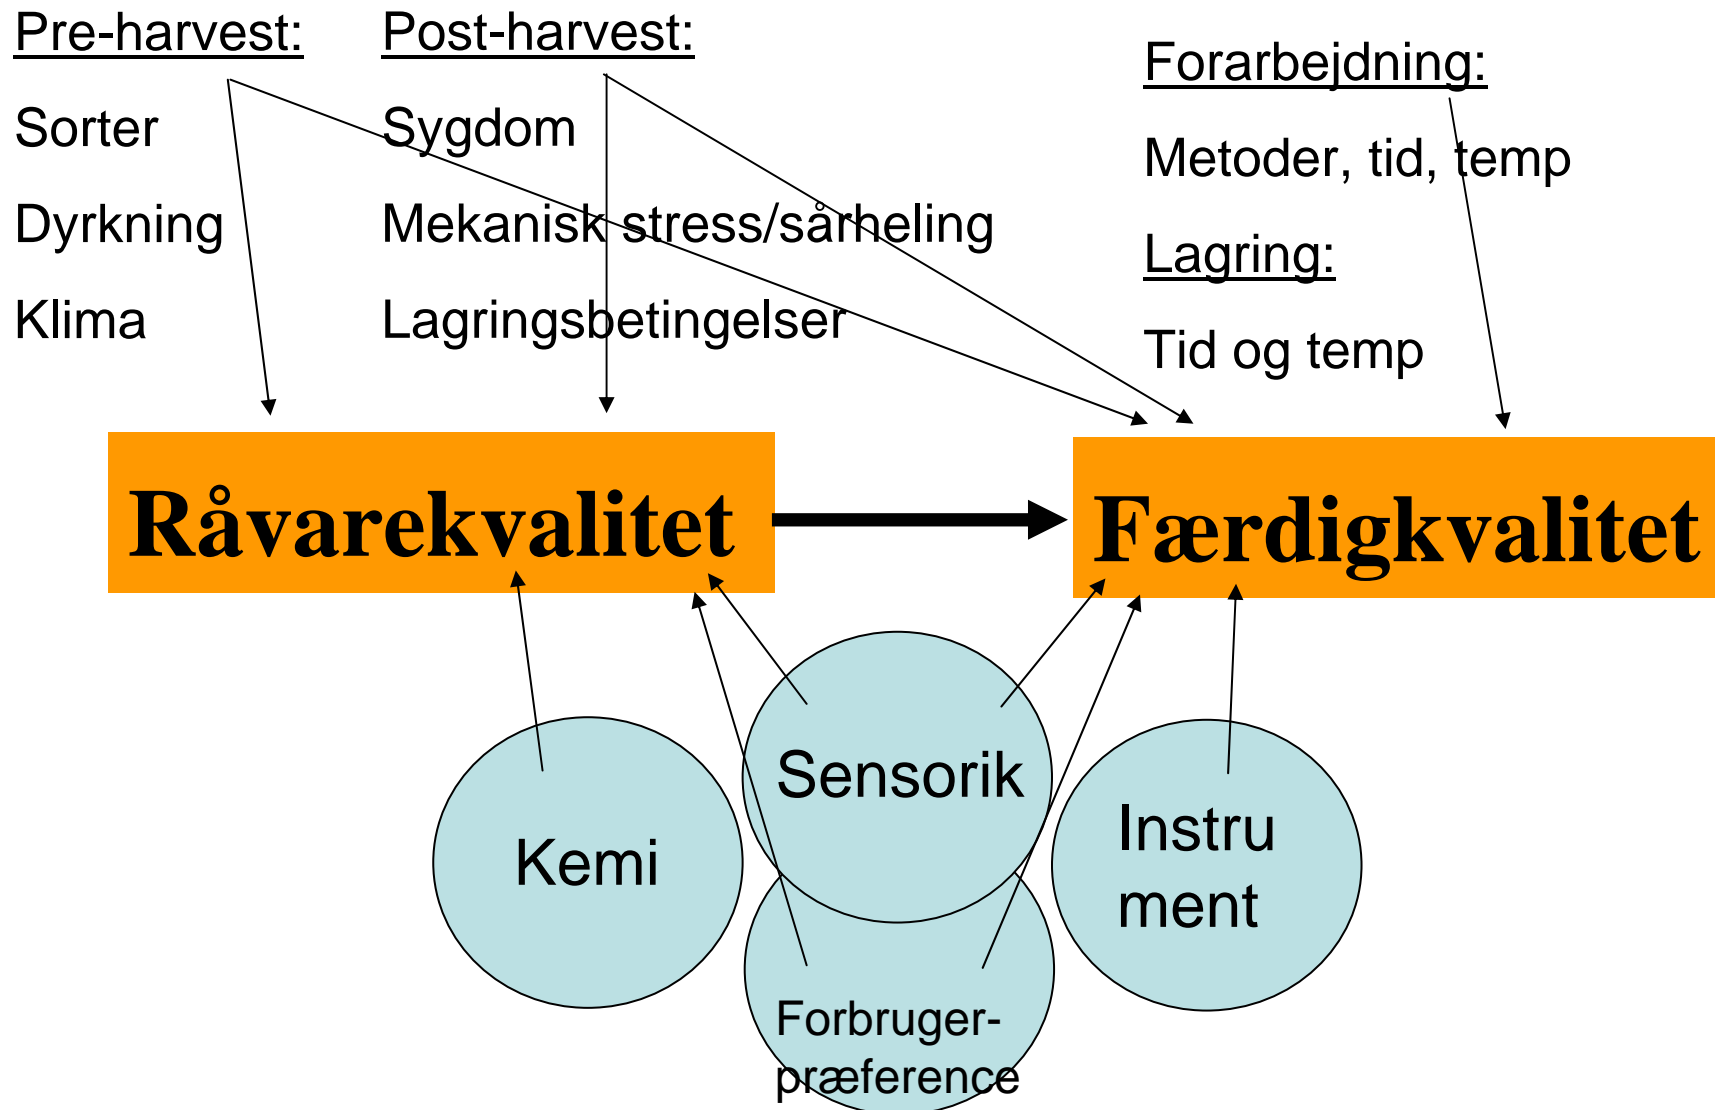 Pre-harvest:
Sorter
Dyrkning
Klima
Post-harvest:
Sygdom
Mekanisk stress/sårheling
Lagringsbetingelser
Forarbejdning:
Metoder, tid, temp
Lagring:
Tid og temp
Råvarekvalitet
Færdigkvalitet
Kemi
Sensorik
Instru
ment
Forbruger-
præference